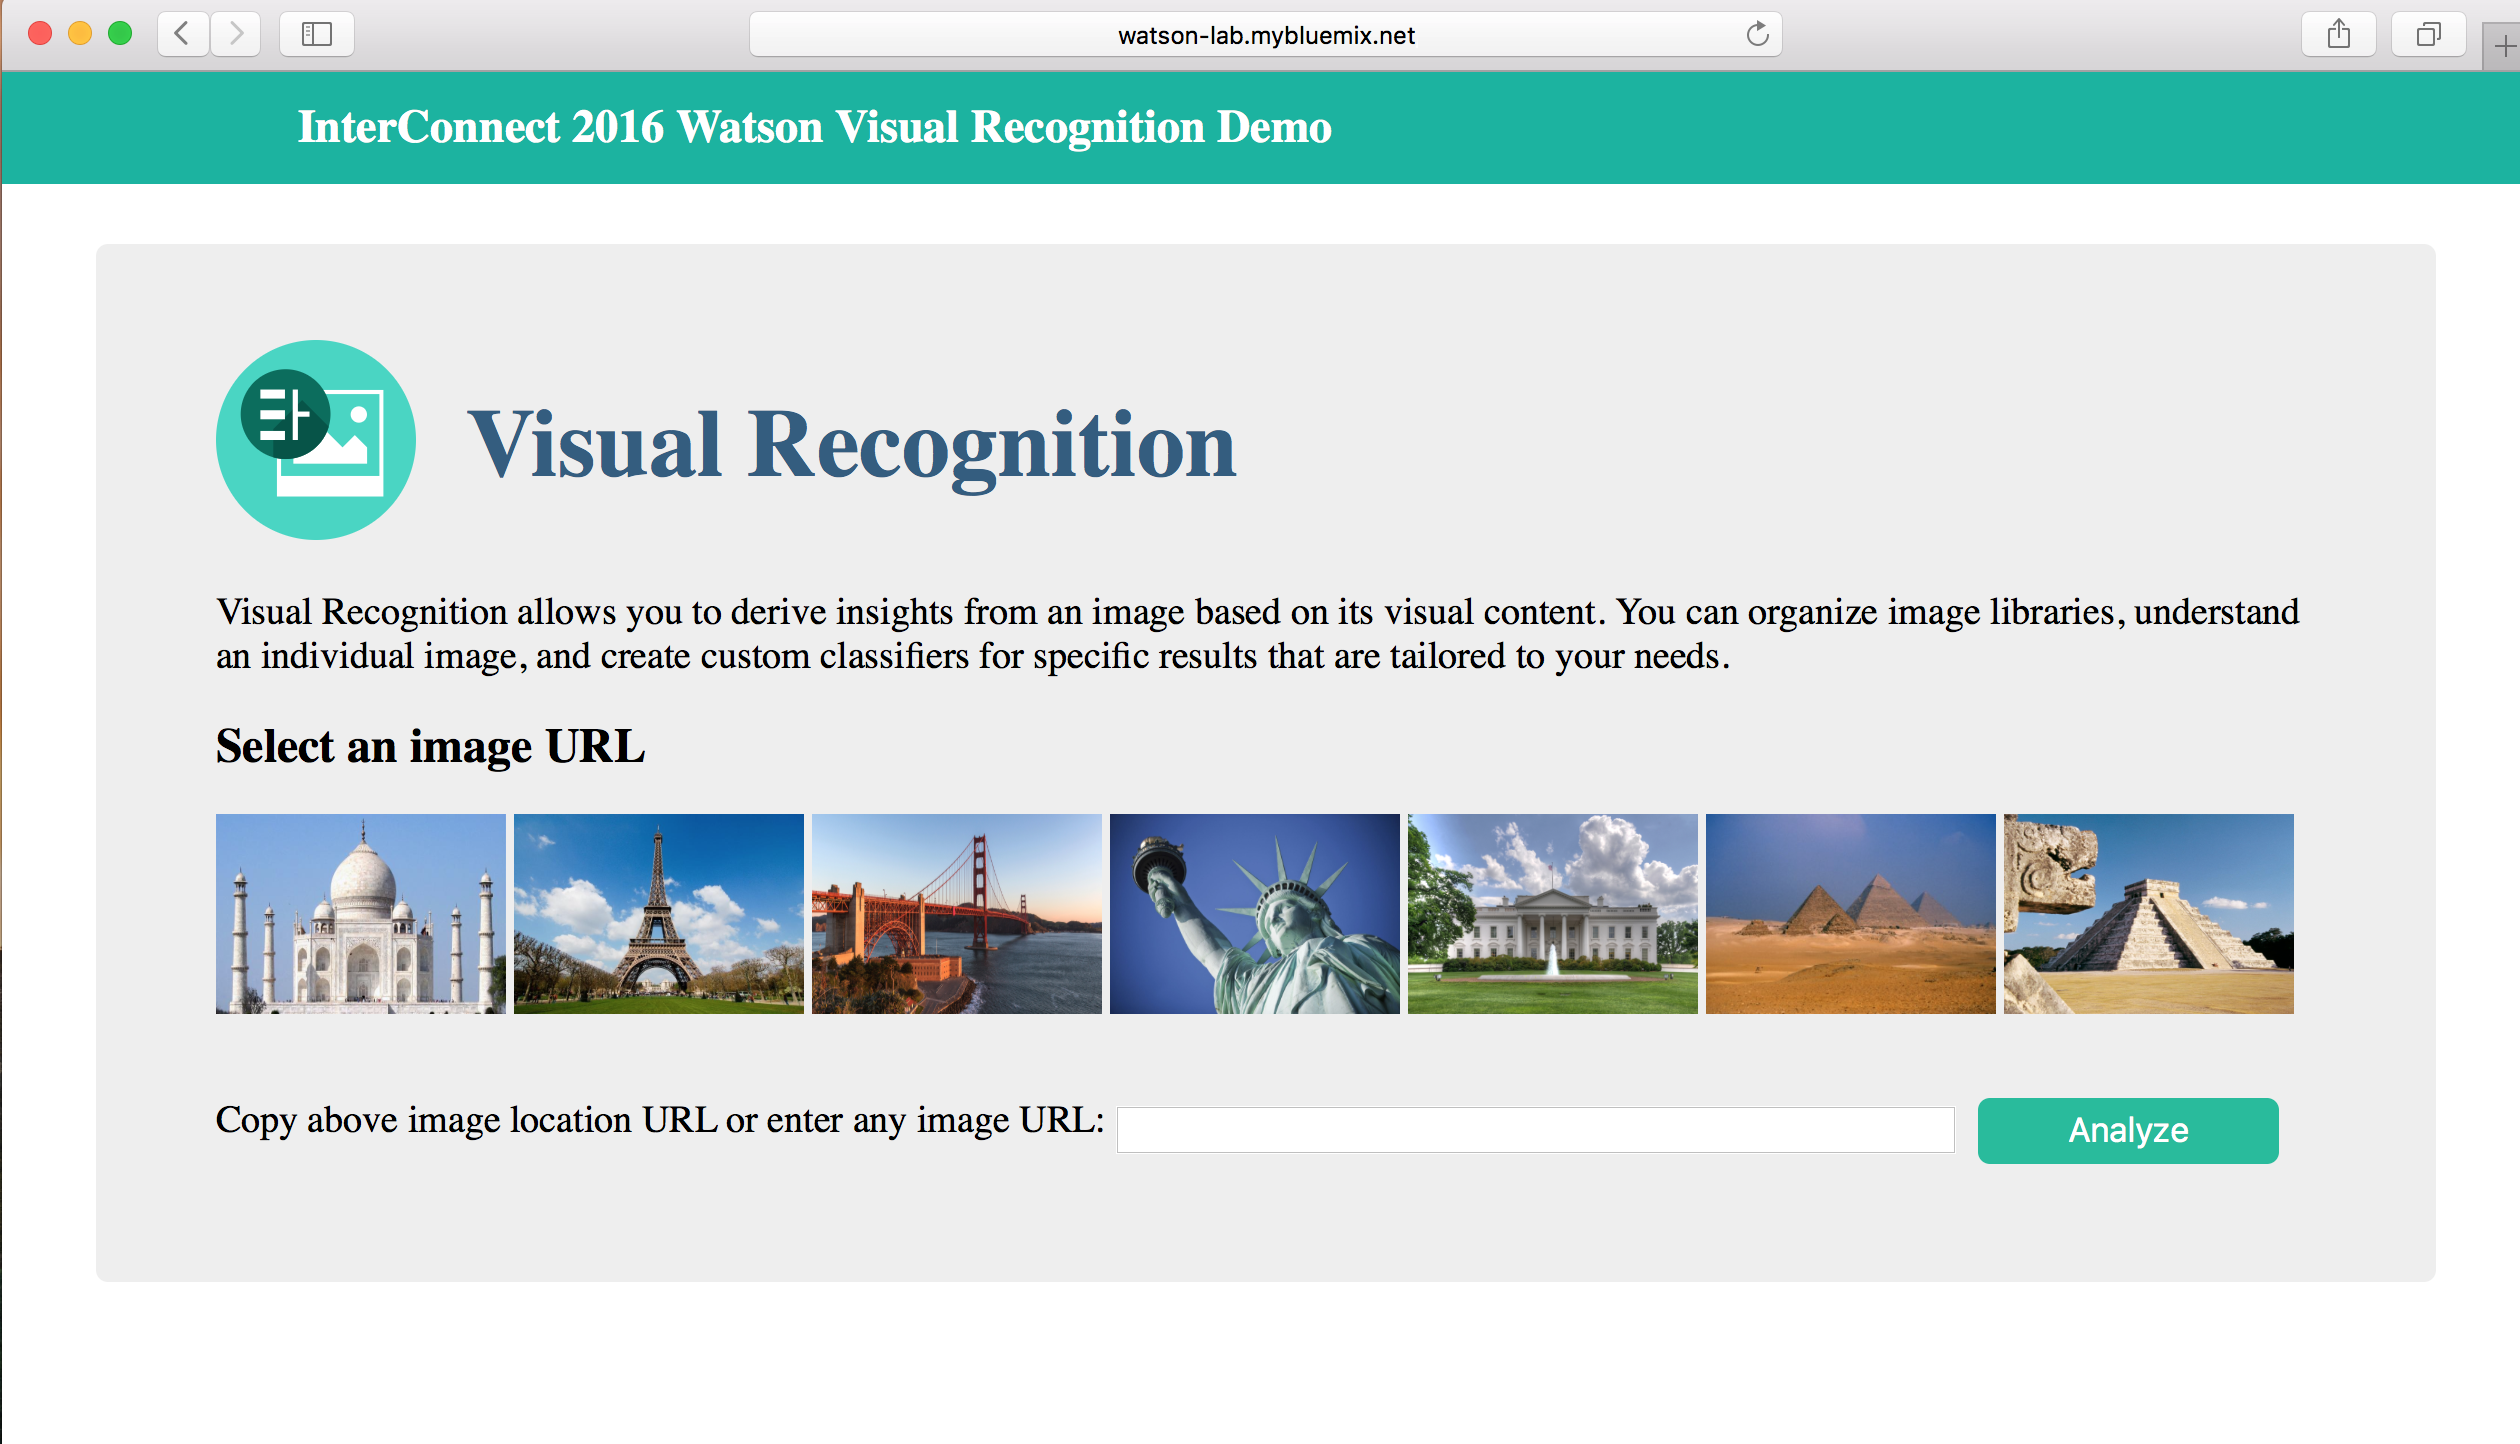 watson-lab.mybluemix.net
InterConnect 2016 Watson Visual Recognition Demo
Visual Recognition
Visual Recognition allows you to derive insights from an image based on its visual content. You can organize image libraries, understand
an individual image, and create custom classifiers for specific results that are tailored to your needs.
Select an image URL
Copy above image location URL or enter any image URL:
Analyze